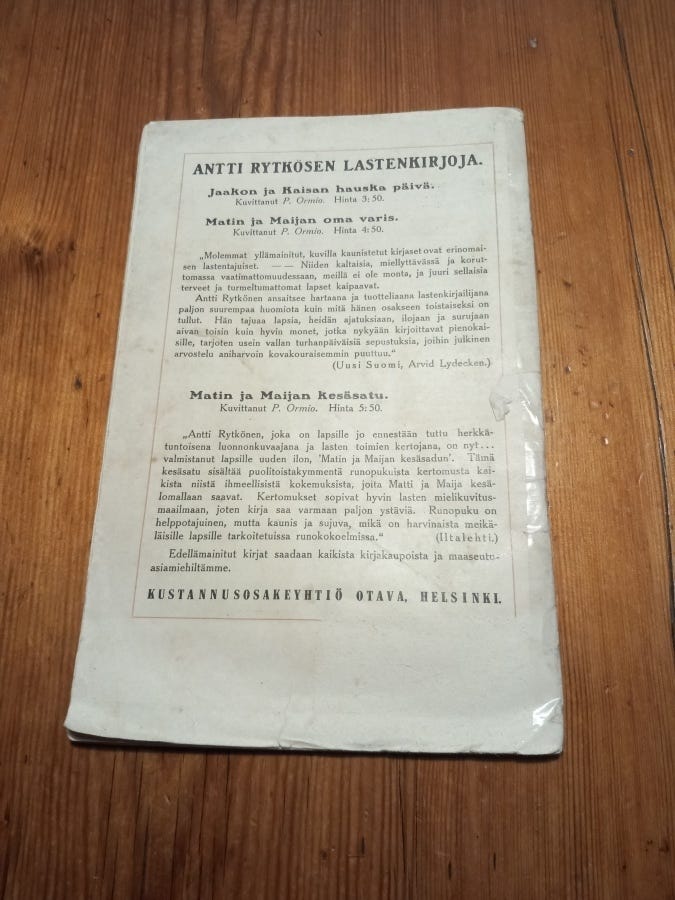 ANTTI RYTKÖSEN LASTENKIRJOJA.
Jaakon ja Kaisan hauska päivä.
Kuvittanut P. Ormio. Hinta 3:50.
Matin ja Maijan oma varis.
Kuvittanut P. Ormio. Hinta 4:50.
„Molemmat yllämainitut, kuvilla kaunistetut kirjaset ovat erinomai-
sen lastentajuiset. —— Niiden kaltaisia, miellyttävässä ja korut-
tomassa vaatimattomuudessaan, meillä ei ole monta, ja juuri sellaisia
terveet ja turmeltumattomat lapset kaipaavat.
Antti Rytkönen ansaitsee hartaana ja tuotteliaana lastenkirjailijana
paljon suurempaa huomiota kuin mitä hänen osakseen toistaiseksi on
tullut. Hän tajuaa lapsia, heidän ajatuksiaan, ilojaan ja surujaan
aivan toisin kuin hyvin monet, jotka nykyään kirjoittavat pienokai-
sille, tarjoten usein vallan turhanpäiväisiä sepustuksia, joihin julkinen
arvostelu aniharvoin kovakouraisemmin puuttuu.“
(Uusi Suomi, Arvid Lydecken.)
Matin ja Maijan kesäsatu.
Kuvittanut P. Ormio. Hinta 5:50.
„Antti Rytkönen, joka on lapsille jo ennestään tuttu herkkä-
tuntoisena luonnonkuvaajana ja lasten toimien kertojana, on nyt...
valmistanut lapsille uuden ilon, 'Matin ja Maijan kesäsadun'. Tämä
kesäsatu sisältää puolitoistakymmentä runopukuista kertomusta kai-
kista niistä ihmeellisistä kokemuksista, joita Matti ja Maija kesä-
lomallaan saavat. Kertomukset sopivat hyvin lasten mielikuvitus-
maailmaan, joten kirja saa varmaan paljon ystäviä. Runopuku on
helppotajuinen, mutta kaunis ja sujuva, mikä on harvinaista meikä-
läisille lapsille tarkoitetuissa runokokoelmissa.“ (Iltalehti.)
Edellämainitut kirjat saadaan kaikista kirjakaupoista ja maaseutu-
asiamiehiltämme.
KUSTANNUSOSAKEYHTIÖ OTAVA, HELSINKI.